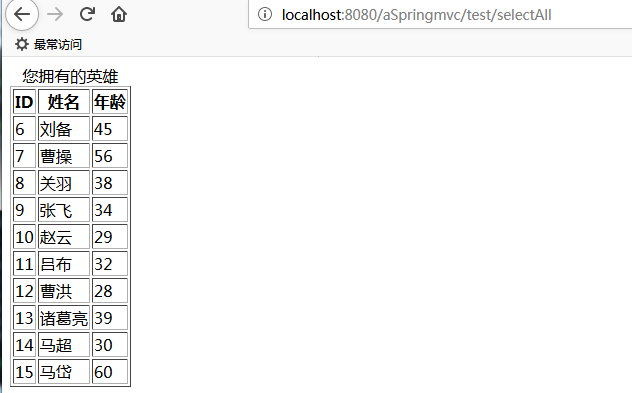 localhost:8080/aSpringmvc/test/selectAll
最常访问
您拥有的英雄
ID 姓名 年龄
6 刘备 45
7 曹操 56
8 关羽 38
9 张飞 34
10 赵云 29
11 吕布 32
12 曹洪 28
13 诸葛亮 39
14 马超 30
15 马岱 60